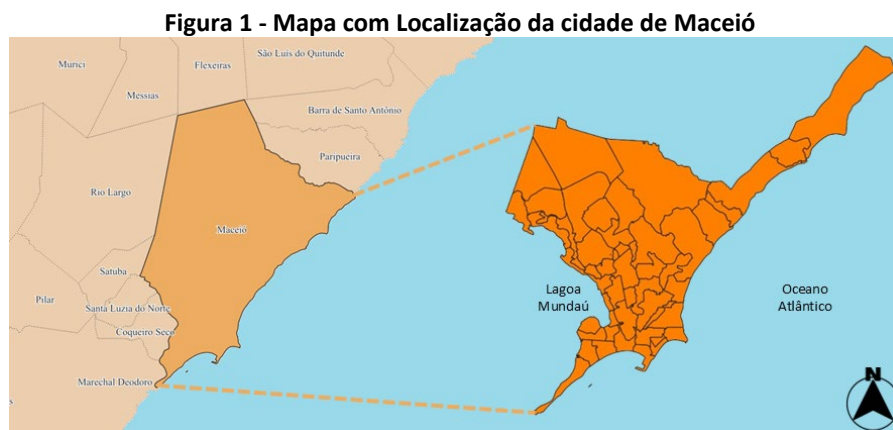 Figura 1 - Mapa com Localização da cidade de Maceió
São Luís do Quitunde
Murici
Flexeiras
Messias
Barra de Santo Antônio
Paripueira
Rio Largo
Maceió
Satuba
Pilar
Santa Luzia do Norte
Coqueiro Seco
Marechal Deodoro
Lagoa
Mundaú
Oceano
Atlântico
N